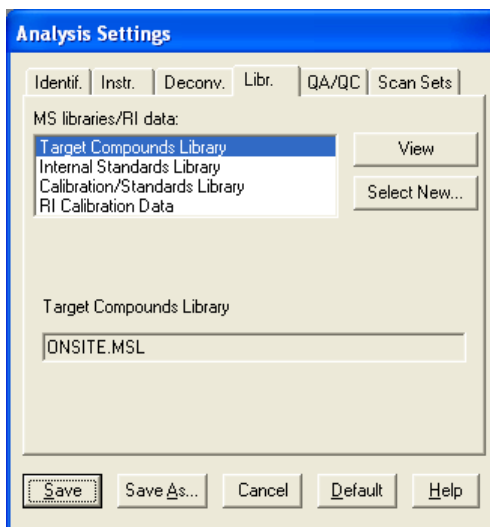 Analysis Settings
Identif. Instr. Deconv. Libr. QA/QC Scan Sets
MS libraries/RI data:
Target Compounds Library
Internal Standards Library
Calibration/Standards Library
RI Calibration Data
View
Select New...
Target Compounds Library
ONSITE.MSL
Save Save As... Cancel Default Help